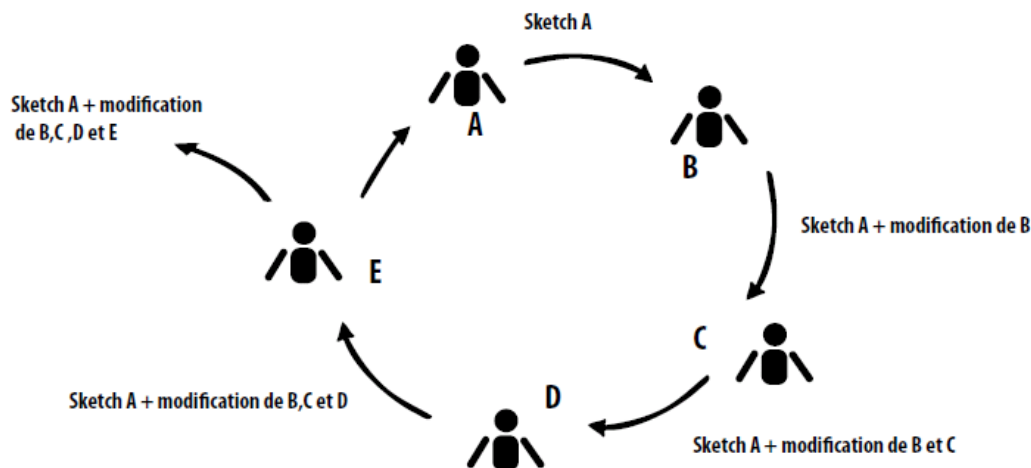 Sketch A
A
B
Sketch A + modification de B
C
Sketch A + modification de B et C
D
Sketch A + modification de B,C et D
E
Sketch A + modification
de B,C ,D et E